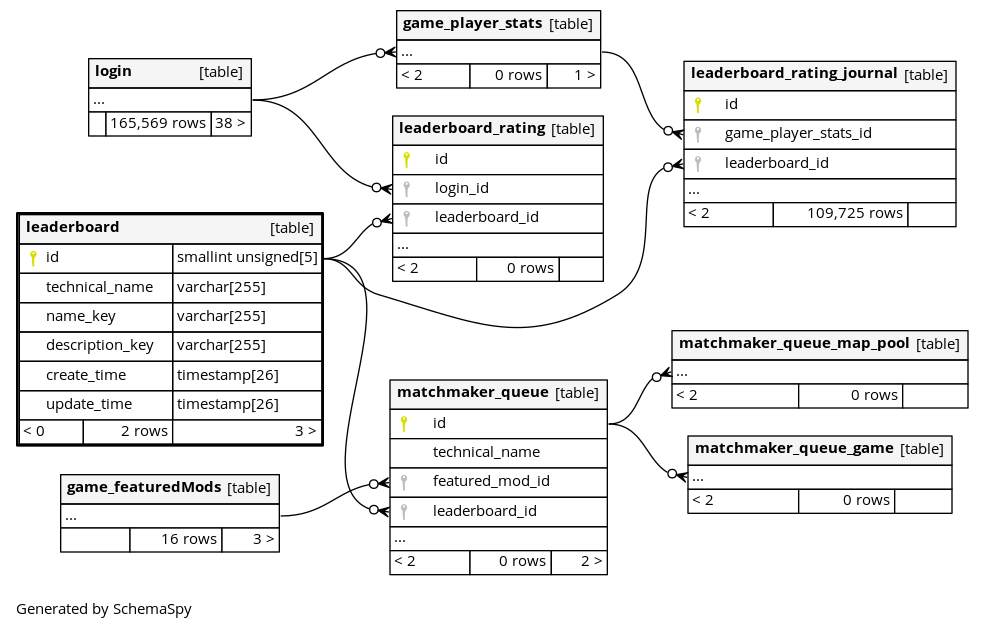 game_player_stats [table]
...
< 2 0 rows 1 >
login [table]
...
165,569 rows 38 >
leaderboard_rating_journal [table]
id
game_player_stats_id
leaderboard_id
...
< 2 109,725 rows
leaderboard_rating [table]
id
login_id
leaderboard_id
...
< 2 0 rows
leaderboard [table]
id smallint unsigned[5]
technical_name varchar[255]
name_key varchar[255]
description_key varchar[255]
create_time timestamp[26]
update_time timestamp[26]
< 0 2 rows 3 >
matchmaker_queue_map_pool [table]
...
< 2 0 rows
matchmaker_queue [table]
id
technical_name
featured_mod_id
leaderboard_id
...
< 2 0 rows 2 >
matchmaker_queue_game [table]
...
< 2 0 rows
game_featuredMods [table]
...
16 rows 3 >
Generated by SchemaSpy